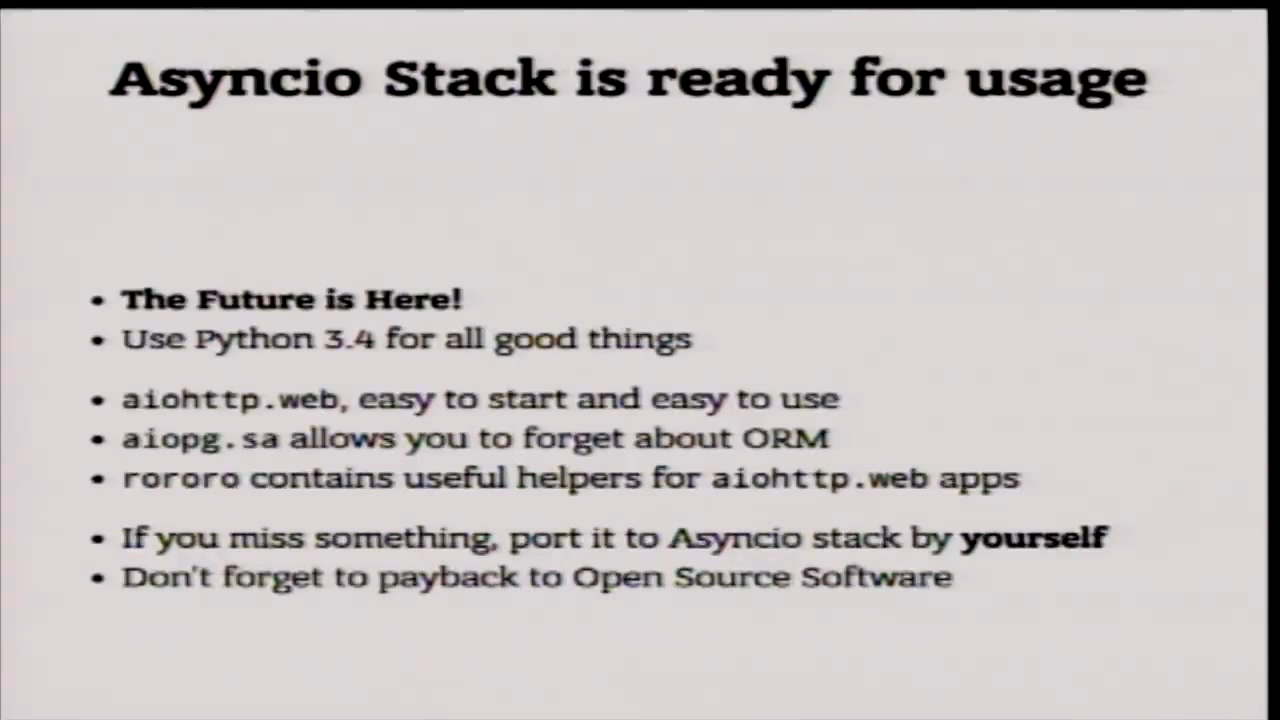 Asyncio Stack is ready for usage
• The Future is Here!
• Use Python 3.4 for all good things
• aiohttp.web, easy to start and easy to use
• aiopg.sa allows you to forget about ORM
• rororo contains useful helpers for aiohttp.web apps
• If you miss something, port it to Asyncio stack by yourself
• Don't forget to payback to Open Source Software